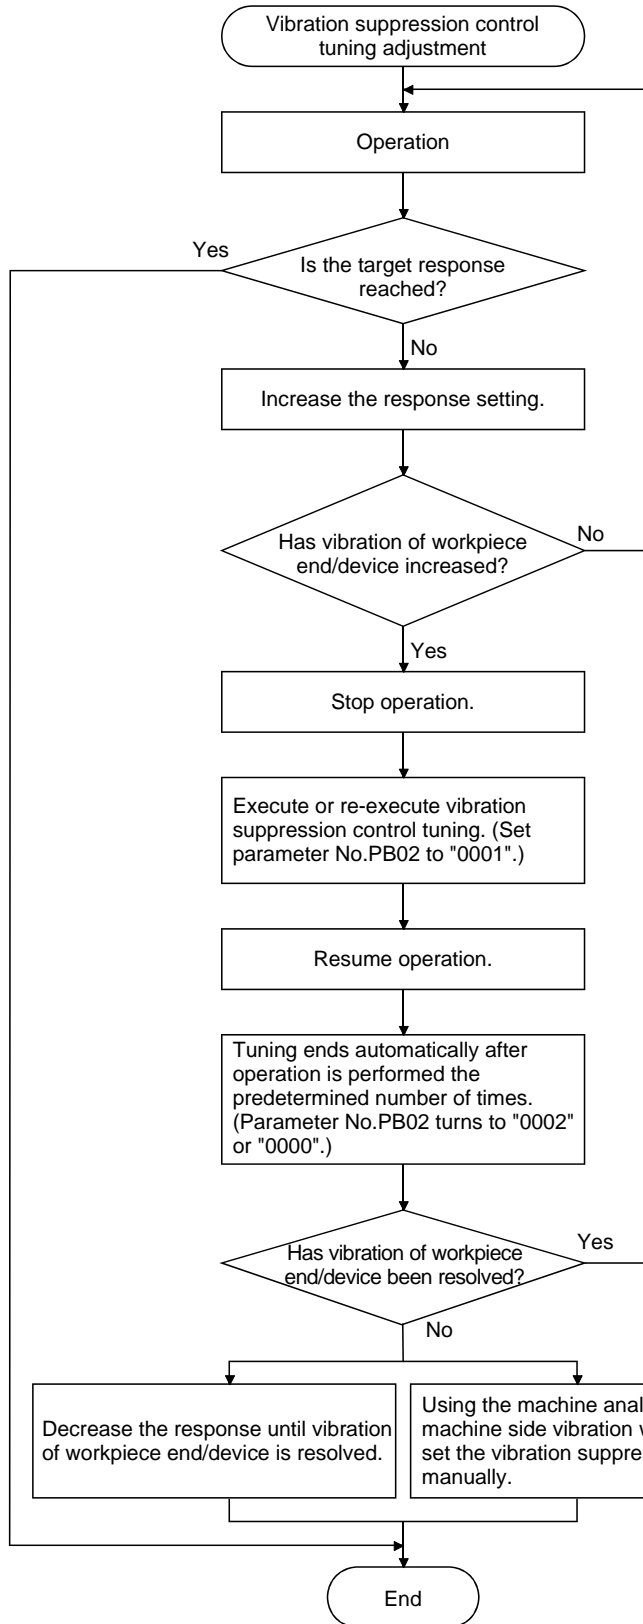 Vibration suppression control
tuning adjustment
Operation
Yes
Is the target response
reached?
No
Increase the response setting.
Has vibration of workpiece
end/device increased?
No
Yes
Stop operation.
Execute or re-execute vibration
suppression control tuning. (Set
parameter No.PB02 to "0001".)
Resume operation.
Tuning ends automatically after
operation is performed the
predetermined number of times.
(Parameter No.PB02 turns to "0002"
or "0000".)
Has vibration of workpiece
end/device been resolved?
Yes
No
Decrease the response until vibration
of workpiece end/device is resolved.
Using the machine
machine side vibration
set the vibration
manually.
End